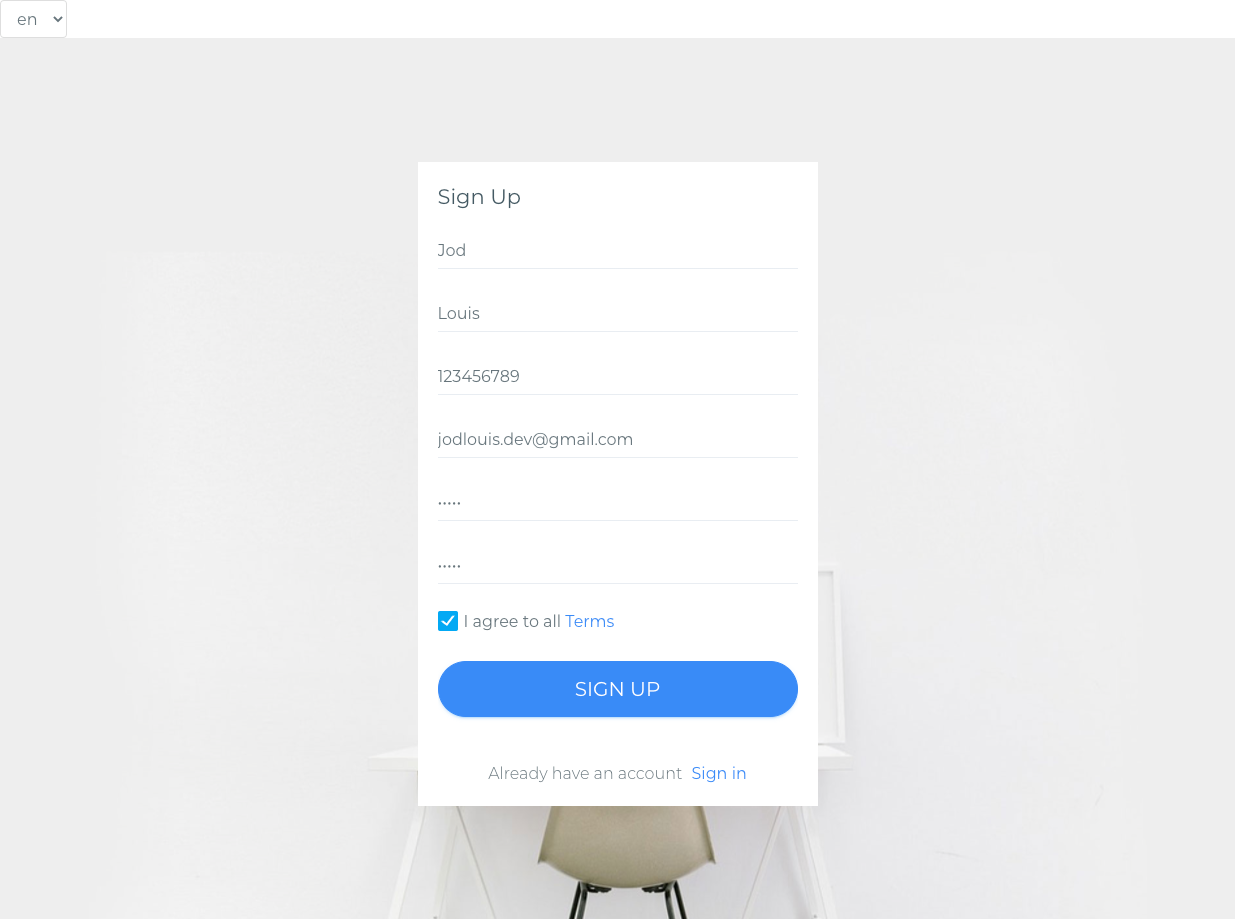 en
Sign Up
Jod
Louis
123456789
jodlouis.dev@gmail.com
•••••
•••••
I agree to all Terms
SIGN UP
Already have an account Sign in